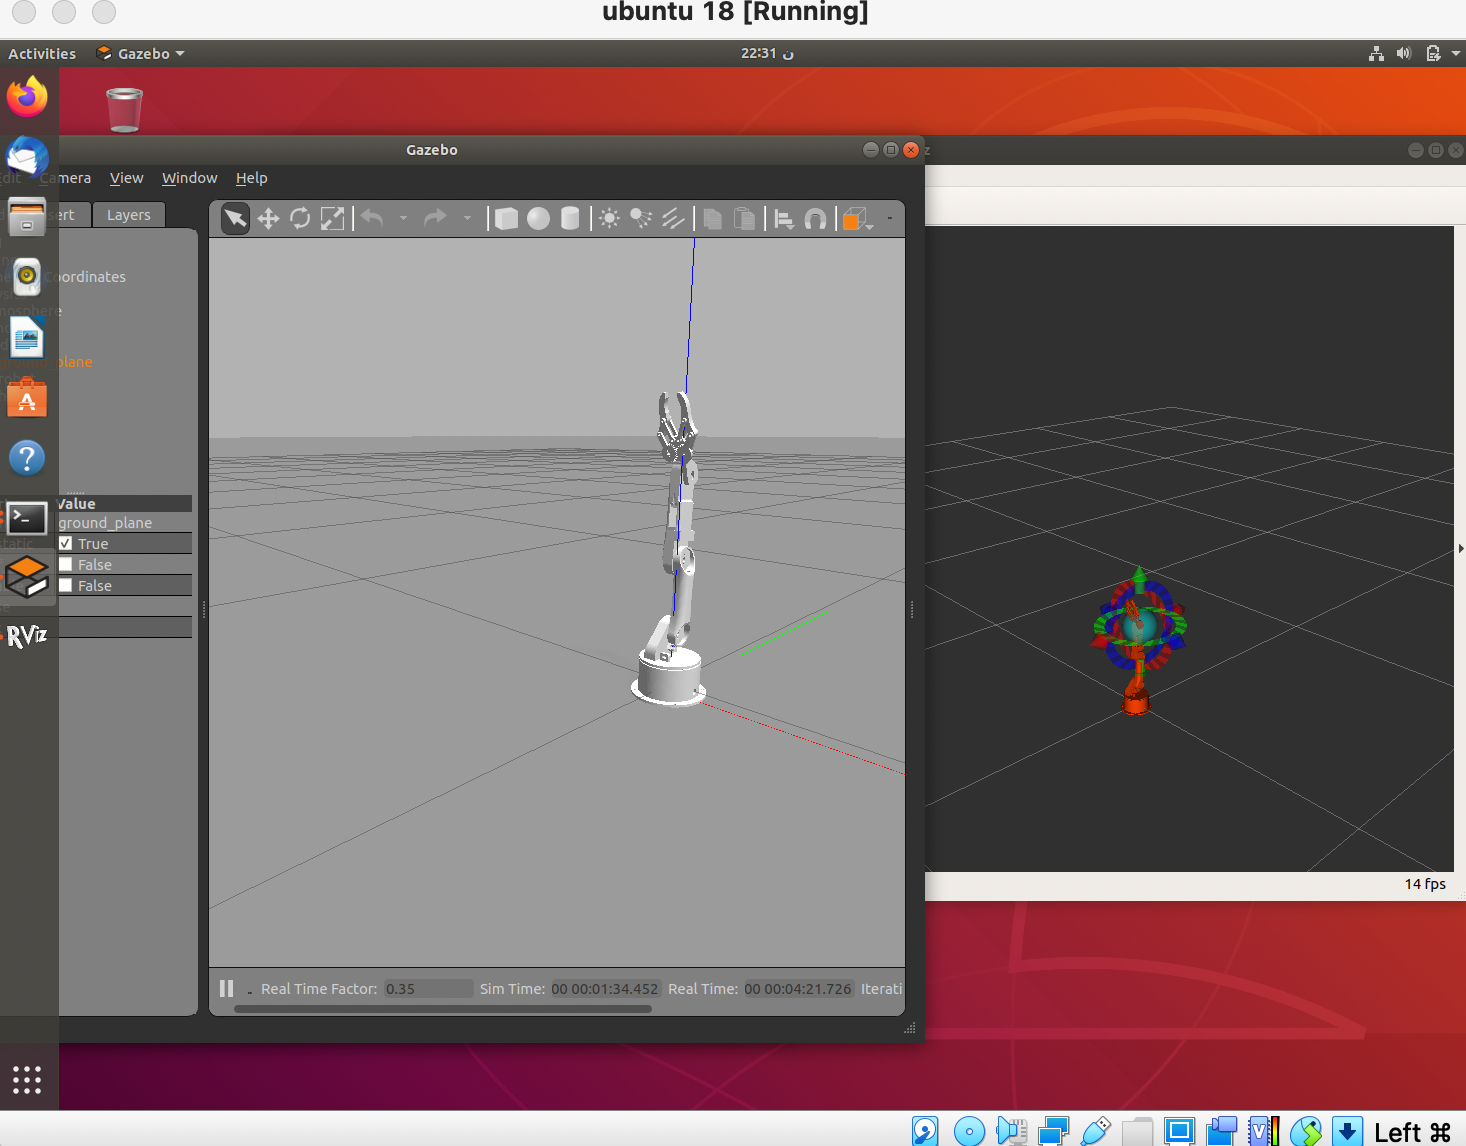 ubuntu 18 [Running]
Activities Gazebo 22:31 ن
Gazebo
Edit Camera View Window Help
Layers
Coordinates
ground_plane
Value
ground_plane
True
False
False
RViz
Real Time Factor: 0.35 Sim Time: 00 00:01:34.452 Real Time: 00 00:04:21.726 Iterati
14 fps
Left ⌘